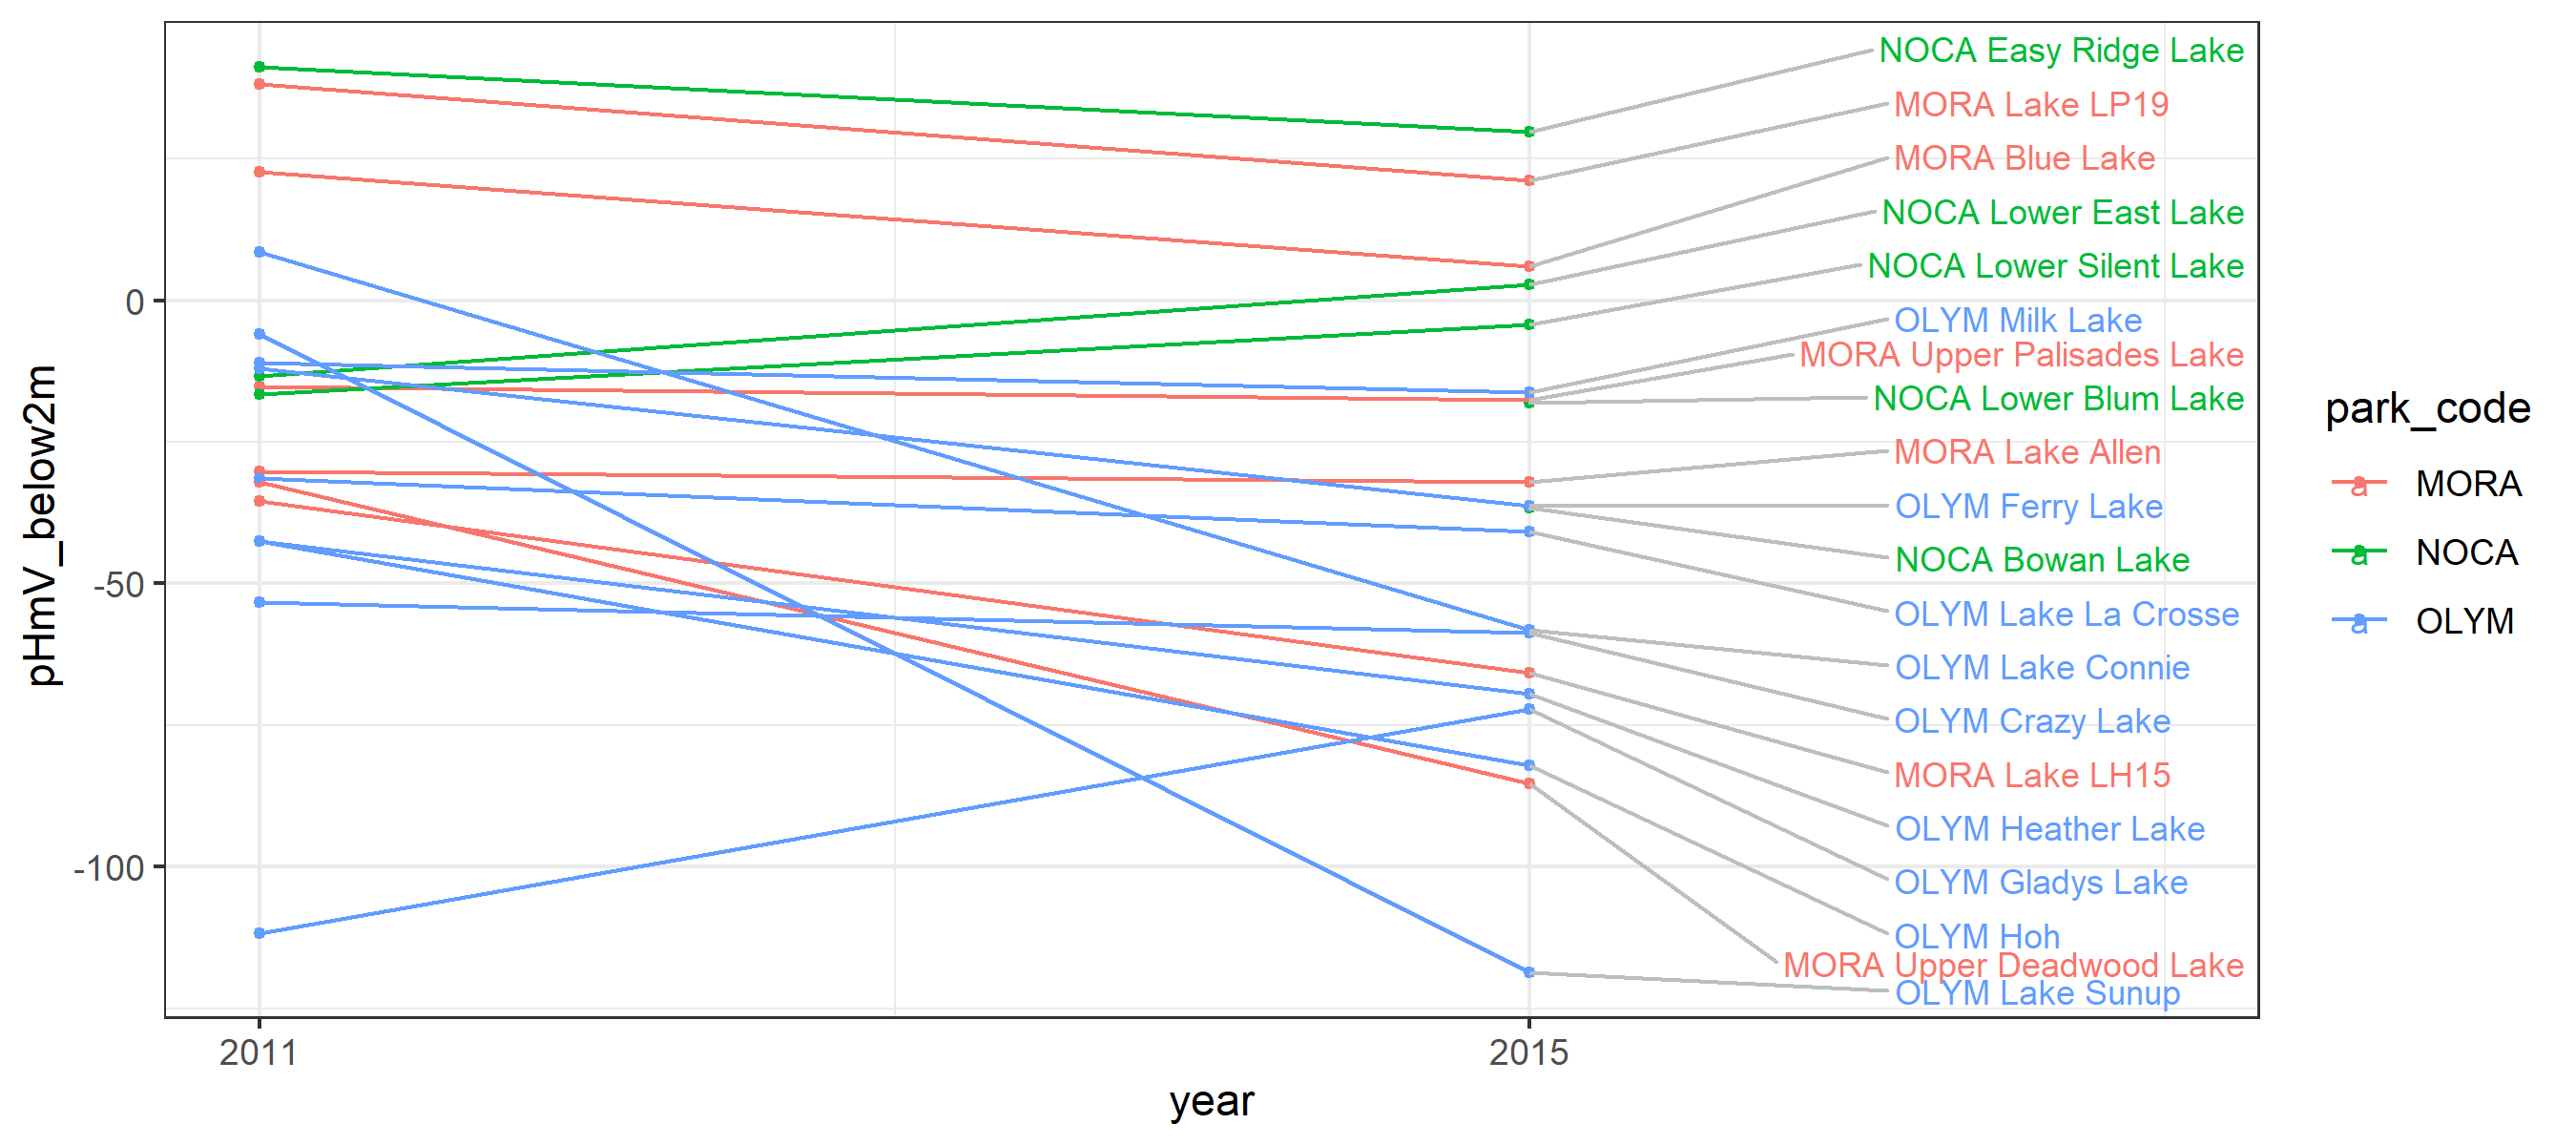 pHmV_below2m
0
-50
-100
2011
2015
year
NOCA Easy Ridge Lake
MORA Lake LP19
MORA Blue Lake
NOCA Lower East Lake
NOCA Lower Silent Lake
OLYM Milk Lake
MORA Upper Palisades Lake
NOCA Lower Blum Lake
MORA Lake Allen
OLYM Ferry Lake
NOCA Bowan Lake
OLYM Lake La Crosse
OLYM Lake Connie
OLYM Crazy Lake
MORA Lake LH15
OLYM Heather Lake
OLYM Gladys Lake
OLYM Hoh
MORA Upper Deadwood Lake
OLYM Lake Sunup
park_code
a MORA
a NOCA
a OLYM